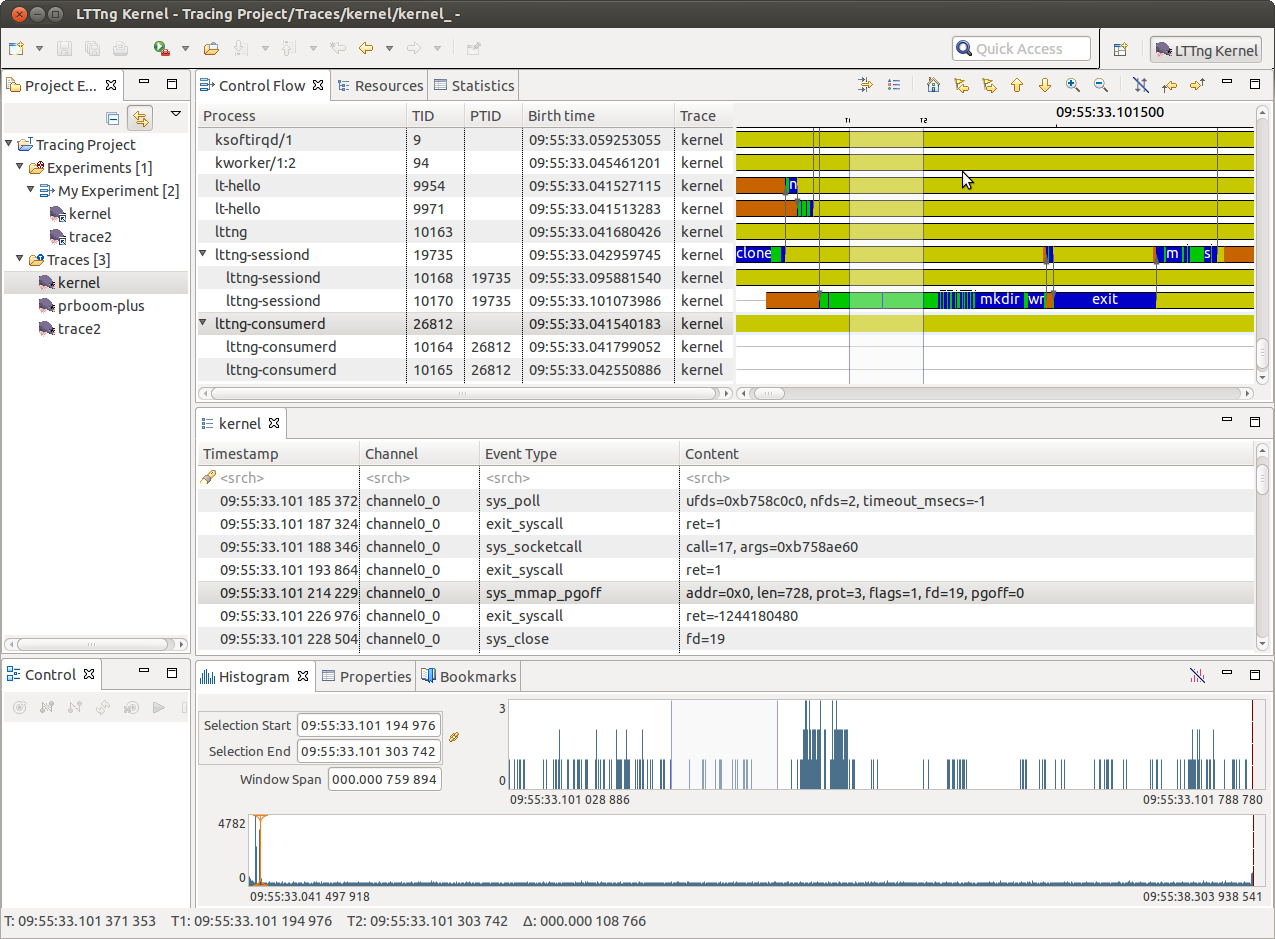 LTTng Kernel - Tracing Project/Traces/kernel/kernel_ -
Quick Access
LTTng Kernel
Project E...
Tracing Project
Experiments [1]
My Experiment [2]
kernel
trace2
Traces [3]
kernel
prboom-plus
trace2
Control Flow Resources Statistics
Process TID PTID Birth time Trace 09:55:33.101500
T1 T2
ksoftirqd/1 9 09:55:33.059253055 kernel
kworker/1:2 94 09:55:33.045461201 kernel
lt-hello 9954 09:55:33.041527115 kernel n
lt-hello 9971 09:55:33.041513283 kernel
lttng 10163 09:55:33.041680426 kernel
lttng-sessiond 19735 09:55:33.042959745 kernel clone m s
lttng-sessiond 10168 19735 09:55:33.095881540 kernel
lttng-sessiond 10170 19735 09:55:33.101073986 kernel mkdir wr exit
lttng-consumerd 26812 09:55:33.041540183 kernel
lttng-consumerd 10164 26812 09:55:33.041799052 kernel
lttng-consumerd 10165 26812 09:55:33.042550886 kernel
kernel
Timestamp Channel Event Type Content
<srch> <srch> <srch> <srch>
09:55:33.101 185 372 channel0_0 sys_poll ufds=0xb758c0c0, nfds=2, timeout_msecs=-1
09:55:33.101 187 324 channel0_0 exit_syscall ret=1
09:55:33.101 188 346 channel0_0 sys_socketcall call=17, args=0xb758ae60
09:55:33.101 193 864 channel0_0 exit_syscall ret=1
09:55:33.101 214 229 channel0_0 sys_mmap_pgoff addr=0x0, len=728, prot=3, flags=1, fd=19, pgoff=0
09:55:33.101 226 976 channel0_0 exit_syscall ret=-1244180480
09:55:33.101 228 504 channel0_0 sys_close fd=19
Control
Histogram Properties Bookmarks
Selection Start 09:55:33.101 194 976
Selection End 09:55:33.101 303 742
Window Span 000.000 759 894
3
0
09:55:33.101 028 886 09:55:33.101 788 780
4782
0
09:55:33.041 497 918 09:55:38.303 938 541
T: 09:55:33.101 371 353 T1: 09:55:33.101 194 976 T2: 09:55:33.101 303 742 Δ: 000.000 108 766